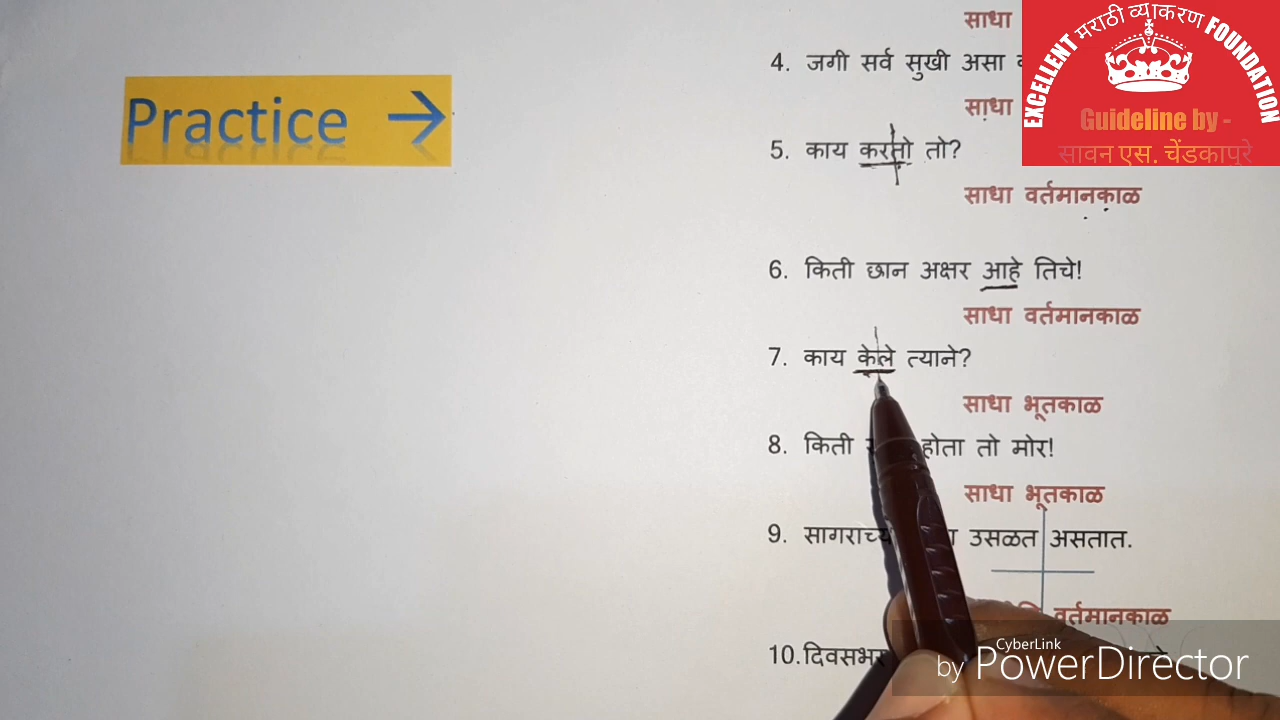 Practice →
साधा
4. जगी सर्व सुखी असा
साधा
5. काय करतो तो?
साधा वर्तमानकाळ
6. किती छान अक्षर आहे तिचे!
साधा वर्तमानकाळ
7. काय केले त्याने?
साधा भूतकाळ
8. किती होता तो मोर!
साधा भूतकाळ
9. सागराच्या उसळत असतात.
वर्तमानकाळ
10. दिवसभर
EXCELLENT मराठी व्याकरण FOUNDATION
Guideline by -
सावन एस. चेंडकापुरे
CyberLink
by PowerDirector